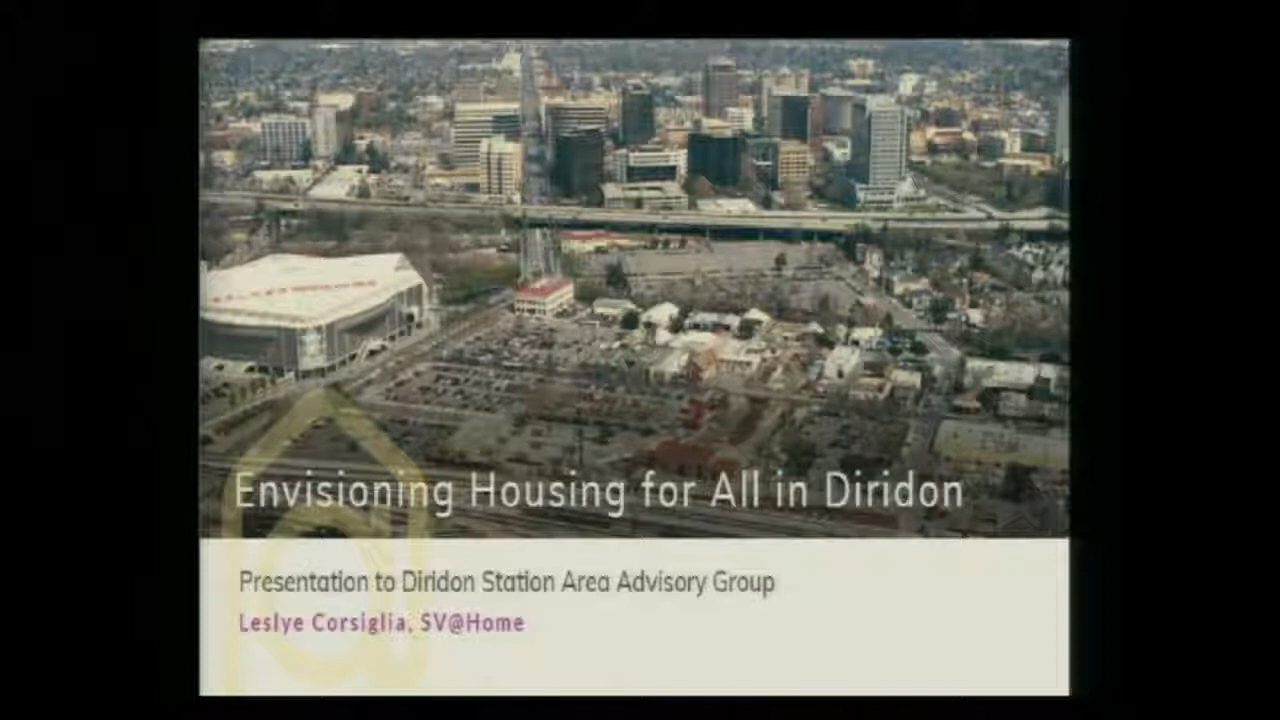 Envisioning Housing for All in Diridon
Presentation to Diridon Station Area Advisory Group
Leslye Corsiglia, SV@Home